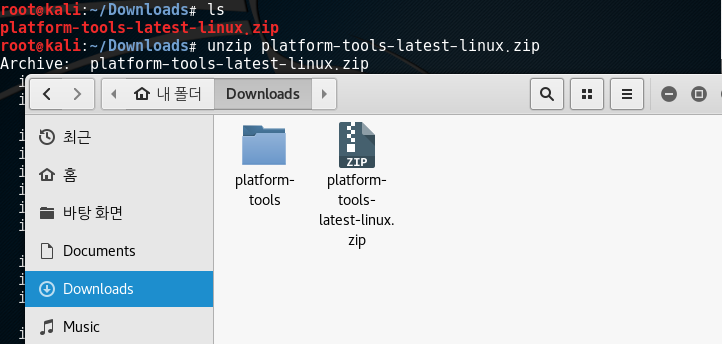 root@kali:~/Downloads# ls
platform-tools-latest-linux.zip
root@kali:~/Downloads# unzip platform-tools-latest-linux.zip
Archive:  platform-tools-latest-linux.zip
내 폴더 Downloads
최근
홈
바탕 화면
Documents
Downloads
Music
platform-
tools
ZIP
platform-
tools-
latest-linux.
zip